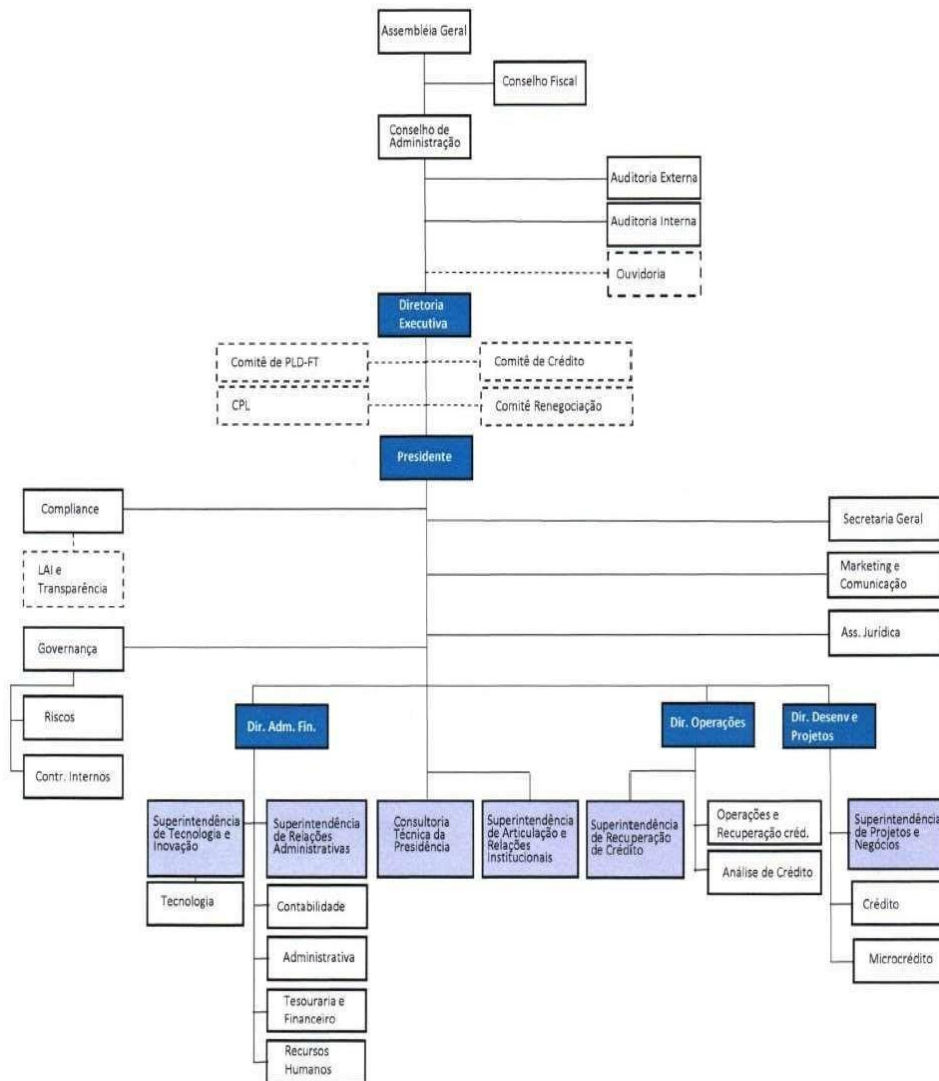 Assembléia Geral
Conselho Fiscal
Conselho de
Administração
Auditoria Externa
Auditoria Interna
Ouvidoria
Diretoria
Executiva
Comitê de PLD-FT
Comitê de Crédito
CPL
Comitê Renegociação
Presidente
Compliance
Secretaria Geral
LAI e
Transparência
Marketing e
Comunicação
Ass. Jurídica
Governança
Riscos
Contr. Internos
Dir. Adm. Fin.
Dir. Operações
Dir. Desenv e
Projetos
Superintendência
de Tecnologia e
Inovação
Superintendência
de Relações
Administrativas
Consultoria
Técnica da
Presidência
Superintendência
de Articulação e
Relações
Institucionais
Superintendência
de Recuperação
de Crédito
Operações e
Recuperação créd.
Superintendência
de Projetos e
Negócios
Análise de Crédito
Tecnologia
Contabilidade
Crédito
Administrativa
Microcrédito
Tesouraria e
Financeiro
Recursos
Humanos